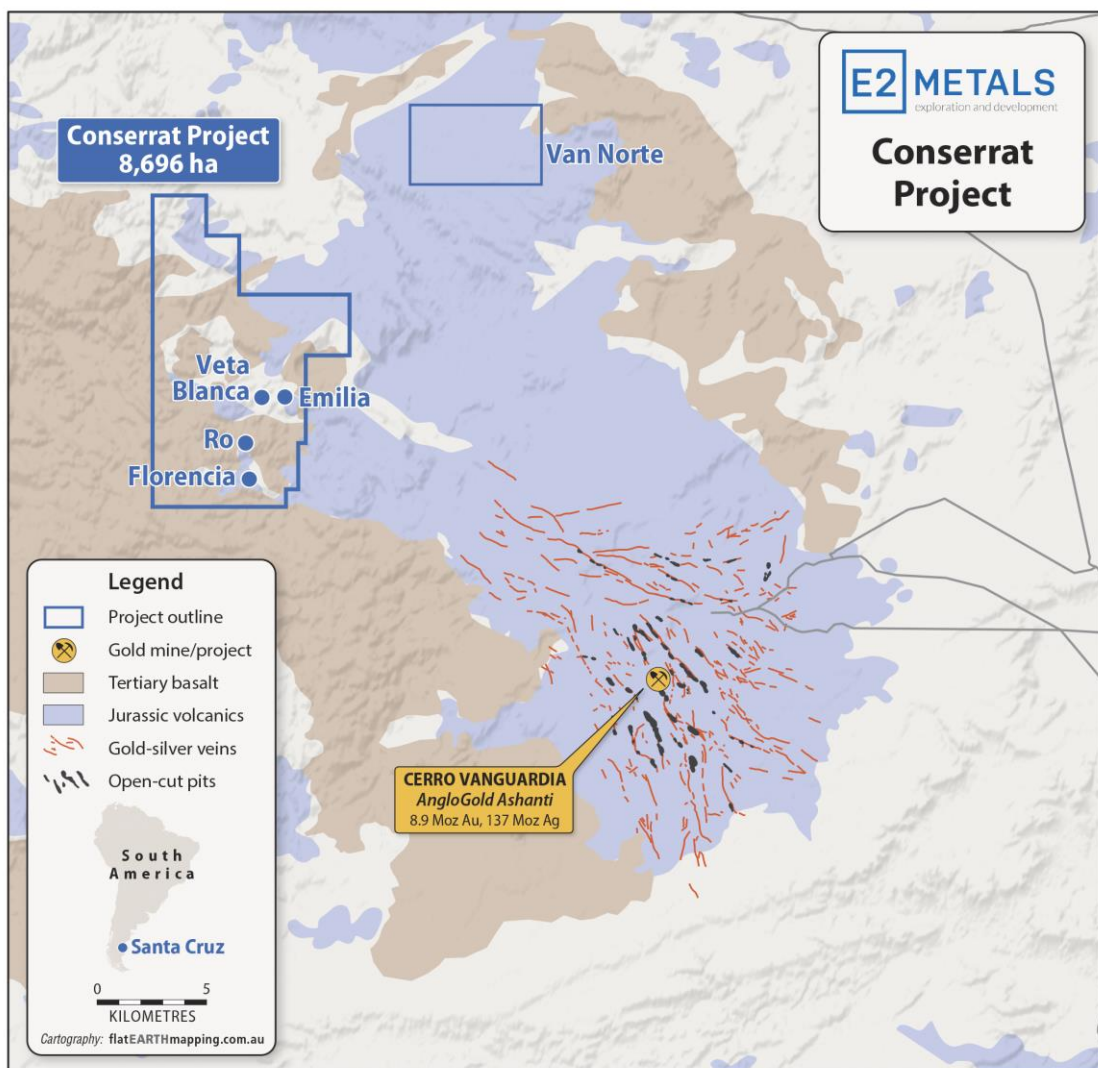 E2 METALS
exploration and development
Conserrat
Project
Conserrat Project
8,696 ha
Van Norte
Veta
Blanca
Emilia
Ro
Florencia
CERRO VANGUARDIA
AngloGold Ashanti
8.9 Moz Au, 137 Moz Ag
Legend
Project outline
Gold mine/project
Tertiary basalt
Jurassic volcanics
Gold-silver veins
Open-cut pits
South
America
Santa Cruz
0 5
KILOMETRES
Cartography: flatEARTHmapping.com.au